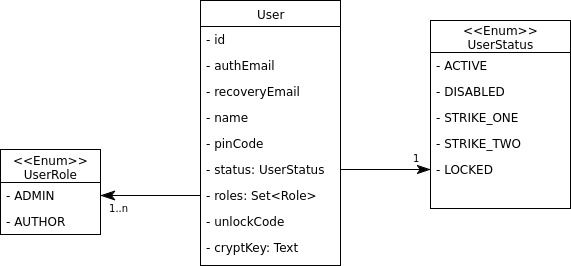 User
- id
- authEmail
- recoveryEmail
- name
- pinCode
- status: UserStatus
- roles: Set<Role>
- unlockCode
- cryptKey: Text
<<Enum>>
UserStatus
- ACTIVE
- DISABLED
- STRIKE_ONE
- STRIKE_TWO
- LOCKED
1
<<Enum>>
UserRole
- ADMIN
- AUTHOR
1..n